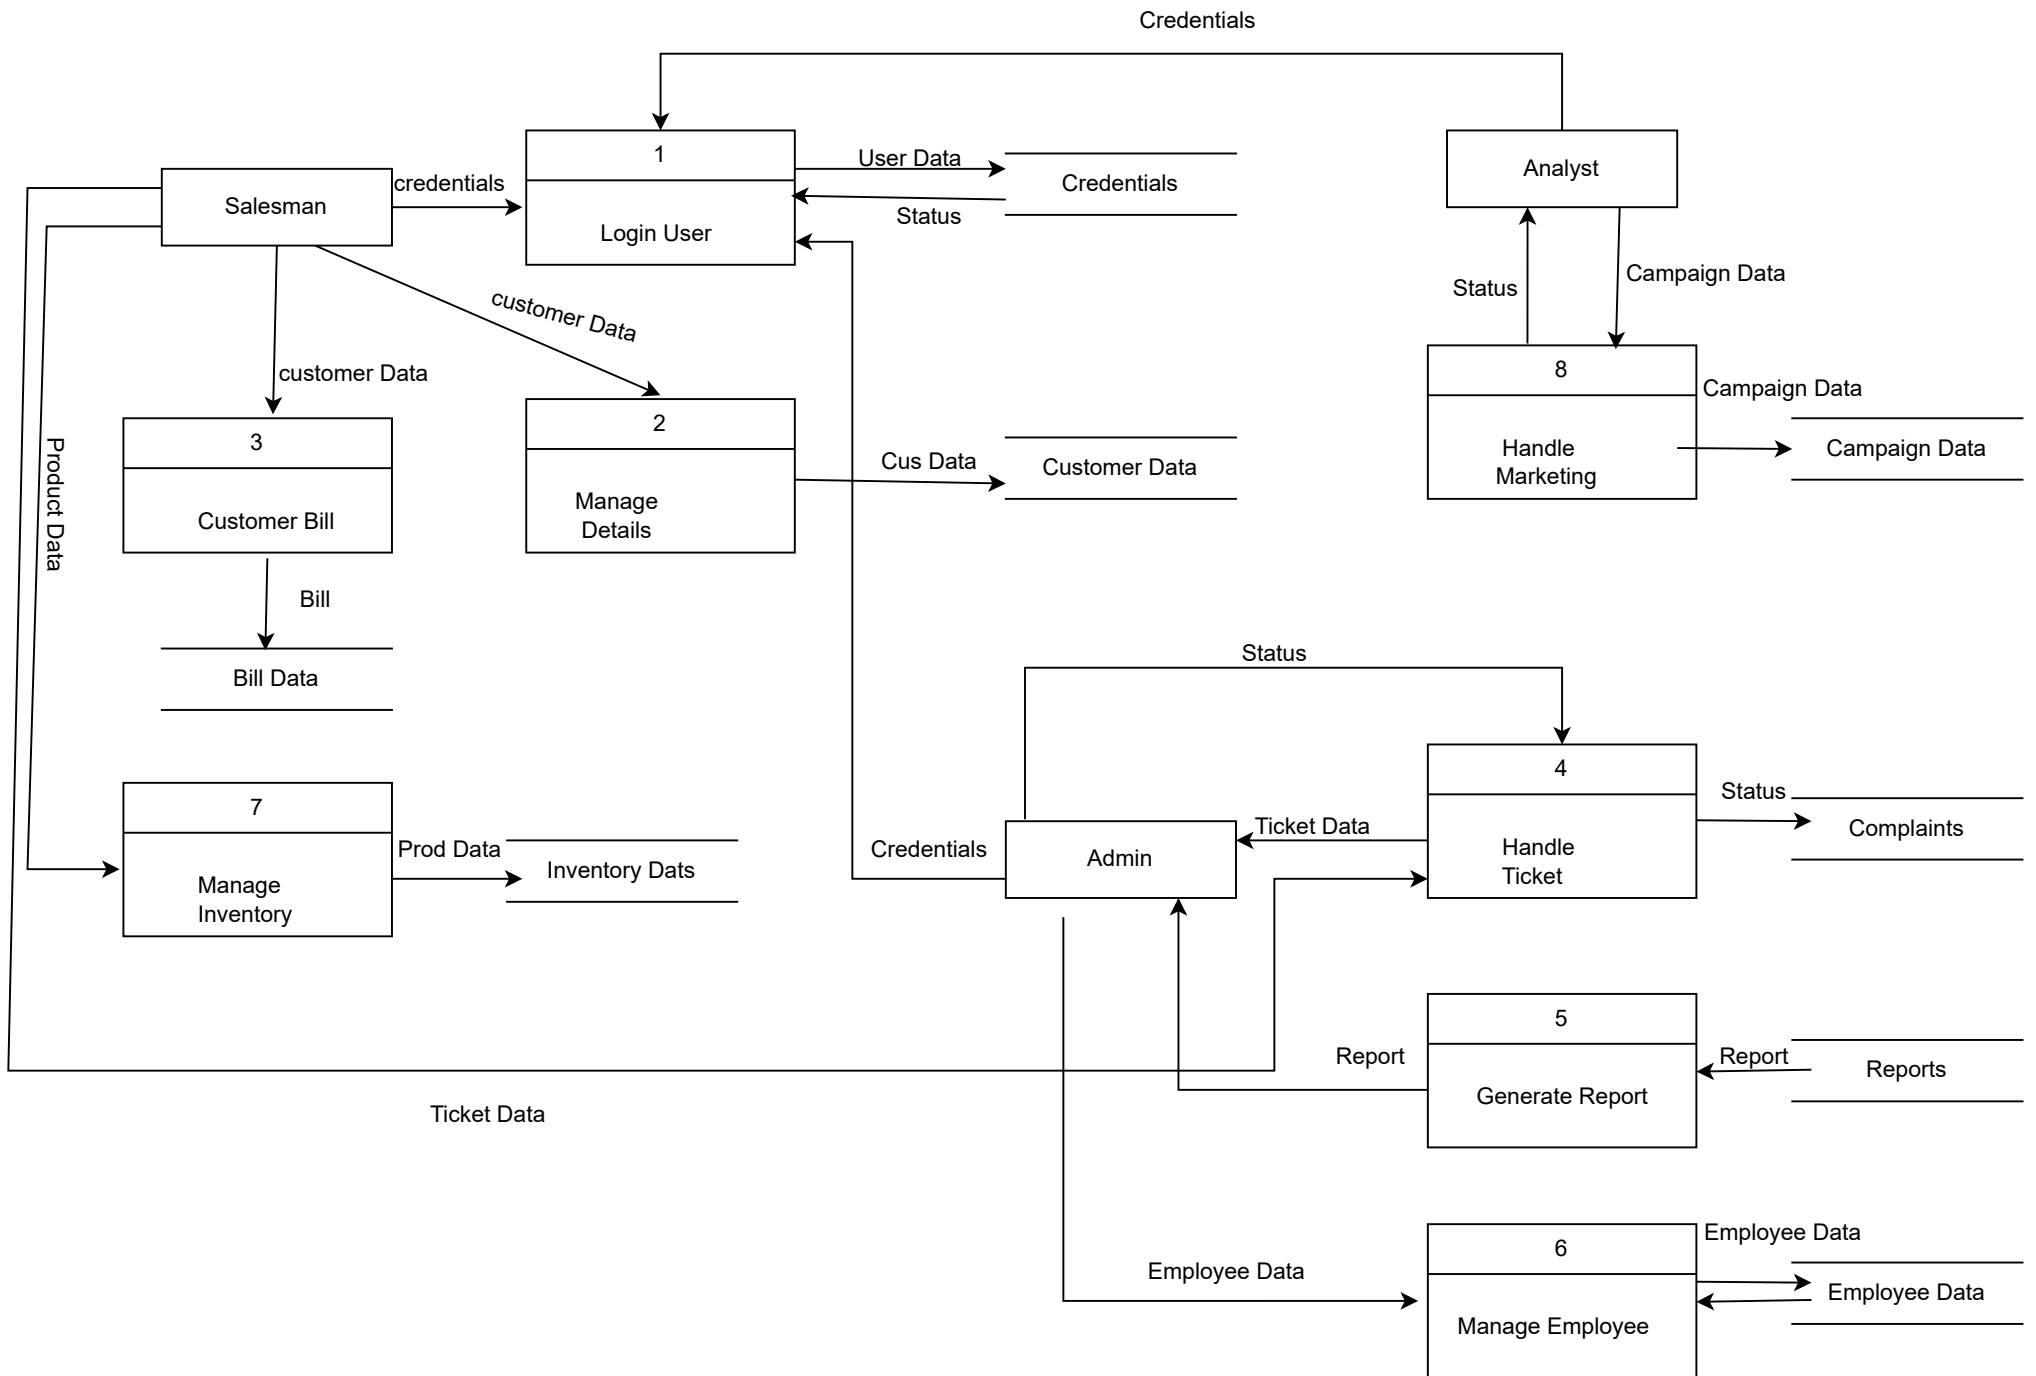 Credentials
1
Login User
Salesman
credentials
User Data
Status
Credentials
Analyst
Status
Campaign Data
customer Data
customer Data
Product Data
3
Customer Bill
2
Manage
Details
Cus Data
Customer Data
8
Handle
Marketing
Campaign Data
Campaign Data
Bill
Bill Data
Status
7
Manage
Inventory
Prod Data
Inventory Dats
Credentials
Admin
Ticket Data
4
Handle
Ticket
Status
Complaints
Ticket Data
Report
5
Generate Report
Report
Reports
Employee Data
6
Manage Employee
Employee Data
Employee Data